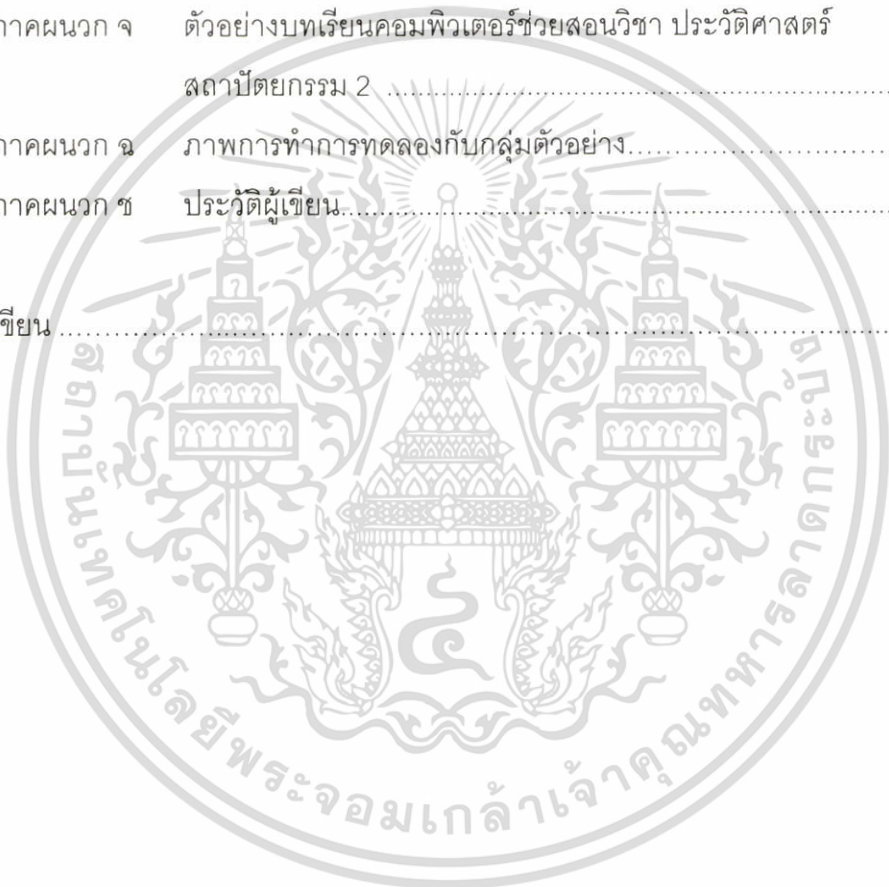 ภาคผนวก จ ตัวอย่างบทเรียนคอมพิวเตอร์ช่วยสอนวิชา ประวัติศาสตร์
สถาปัตยกรรม 2 ........................................
ภาคผนวก ฉ ภาพการทำการทดลองกับกลุ่มตัวอย่าง........................
ภาคผนวก ช ประวัติผู้เขียน........................................
เขียน ........................................
สถาบันเทคโนโลยีพระจอมเกล้าเจ้าคุณทหารลาดกระบัง